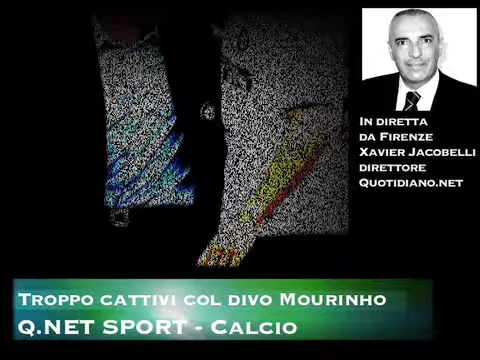 In diretta
da Firenze
Xavier Jacobelli
direttore
Quotidiano.net
Troppo cattivi col divo Mourinho
Q.NET SPORT - Calcio